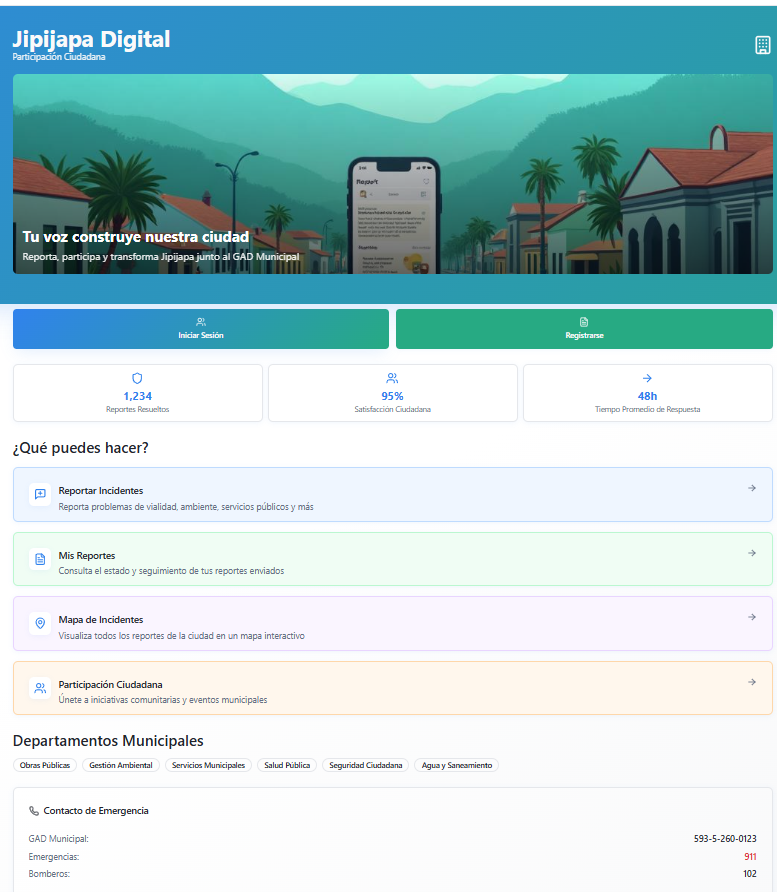 Jipijapa Digital
Participación Ciudadana
Report
Tu voz construye nuestra ciudad
Reporta, participa y transforma Jipijapa junto al GAD Municipal
Iniciar Sesión
Registrarse
1,234
Reportes Resueltos
95%
Satisfacción Ciudadana
48h
Tiempo Promedio de Respuesta
¿Qué puedes hacer?
Reportar Incidentes
Reporta problemas de vialidad, ambiente, servicios públicos y más
Mis Reportes
Consulta el estado y seguimiento de tus reportes enviados
Mapa de Incidentes
Visualiza todos los reportes de la ciudad en un mapa interactivo
Participación Ciudadana
Únete a iniciativas comunitarias y eventos municipales
Departamentos Municipales
Obras Públicas
Gestión Ambiental
Servicios Municipales
Salud Pública
Seguridad Ciudadana
Agua y Saneamiento
Contacto de Emergencia
GAD Municipal: 593-5-260-0123
Emergencias: 911
Bomberos: 102